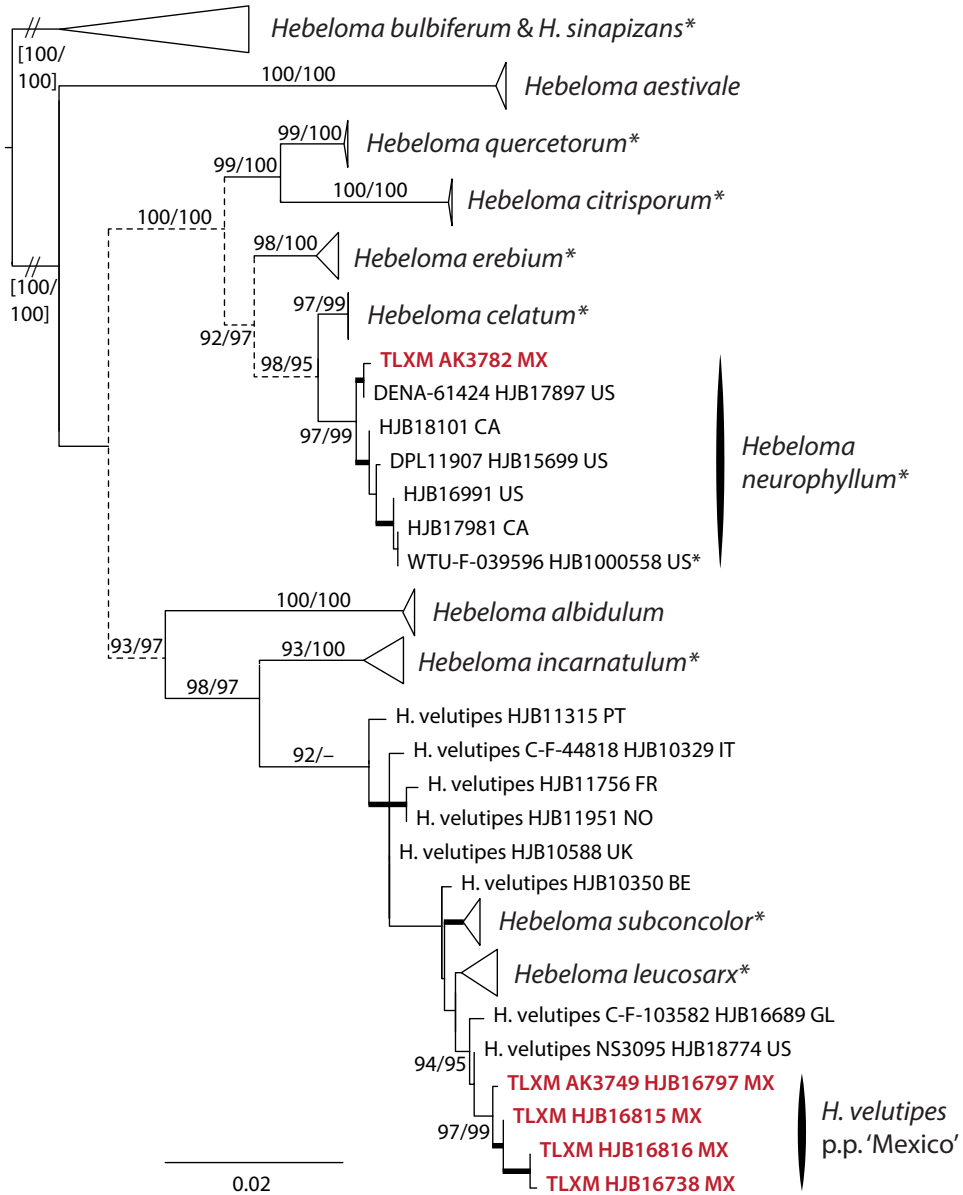 Hebeloma bulbiferum & H. sinapizans*
[100/
100]
100/100
Hebeloma aestivale
99/100
Hebeloma quercetorum*
99/100
100/100
Hebeloma citrisporum*
100/100
98/100
Hebeloma erebium*
[100/
100]
97/99
Hebeloma celatum*
92/97
98/95
TLXM AK3782 MX
DENA-61424 HJB17897 US
97/99
HJB18101 CA
DPL11907 HJB15699 US
HJB16991 US
HJB17981 CA
WTU-F-039596 HJB1000558 US*
Hebeloma
neurophyllum*
100/100
Hebeloma albidulum
93/97
93/100
Hebeloma incarnatulum*
98/97
H. velutipes HJB11315 PT
92/–
H. velutipes C-F-44818 HJB10329 IT
H. velutipes HJB11756 FR
H. velutipes HJB11951 NO
H. velutipes HJB10588 UK
H. velutipes HJB10350 BE
Hebeloma subconcolor*
Hebeloma leucosarx*
H. velutipes C-F-103582 HJB16689 GL
94/95
H. velutipes NS3095 HJB18774 US
TLXM AK3749 HJB16797 MX
TLXM HJB16815 MX
97/99
TLXM HJB16816 MX
TLXM HJB16738 MX
H. velutipes
p.p. ‘Mexico’
0.02